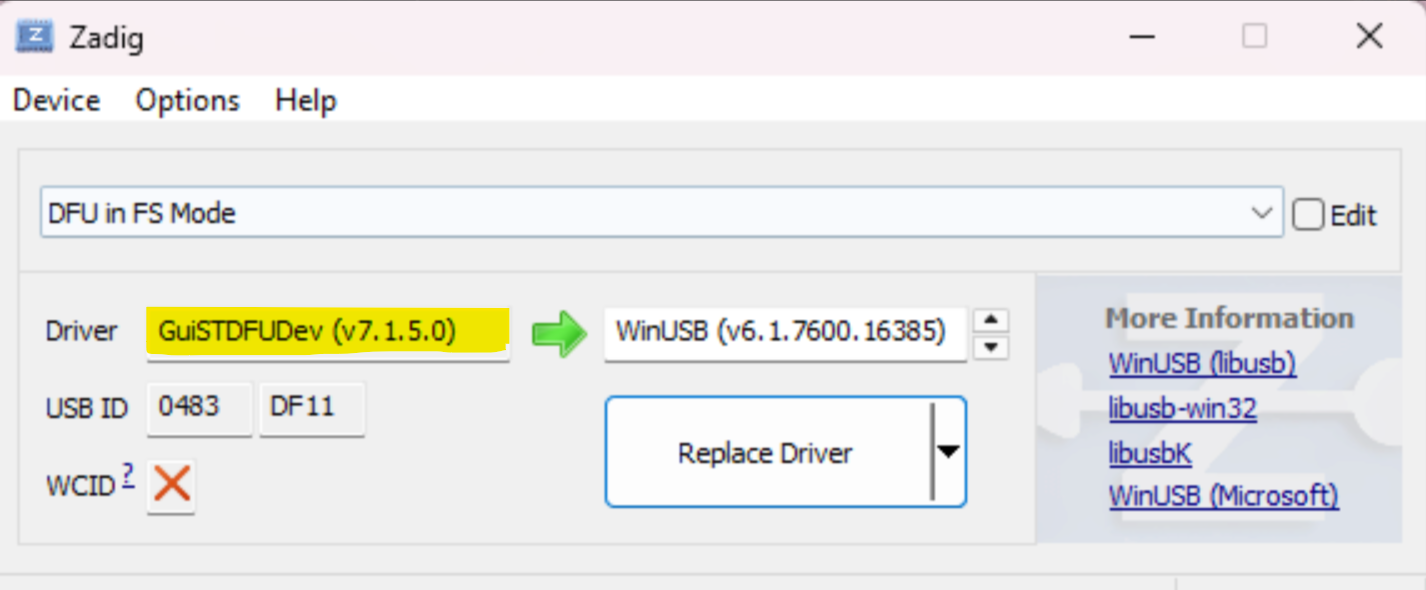 Zadig
Device Options Help
DFU in FS Mode
Edit
Driver GuiSTDFUDev (v7.1.5.0) WinUSB (v6.1.7600.16385)
USB ID 0483 DF11
WCID ?
Replace Driver
More Information
WinUSB (libusb)
libusb-win32
libusbK
WinUSB (Microsoft)